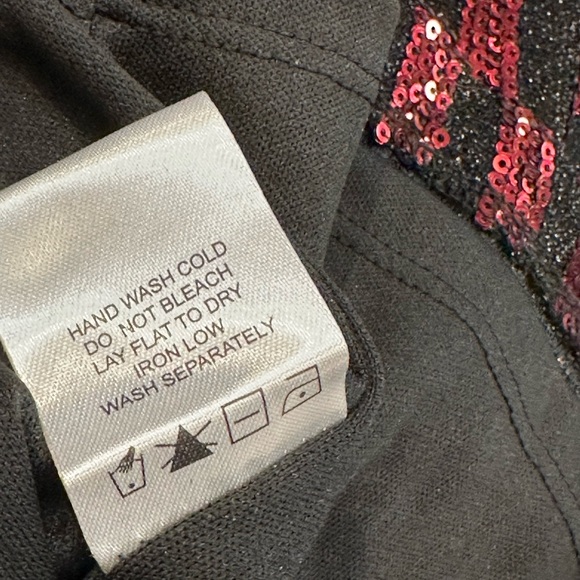 HAND WASH COLD
DO NOT BLEACH
LAY FLAT TO DRY
IRON LOW
WASH SEPARATELY